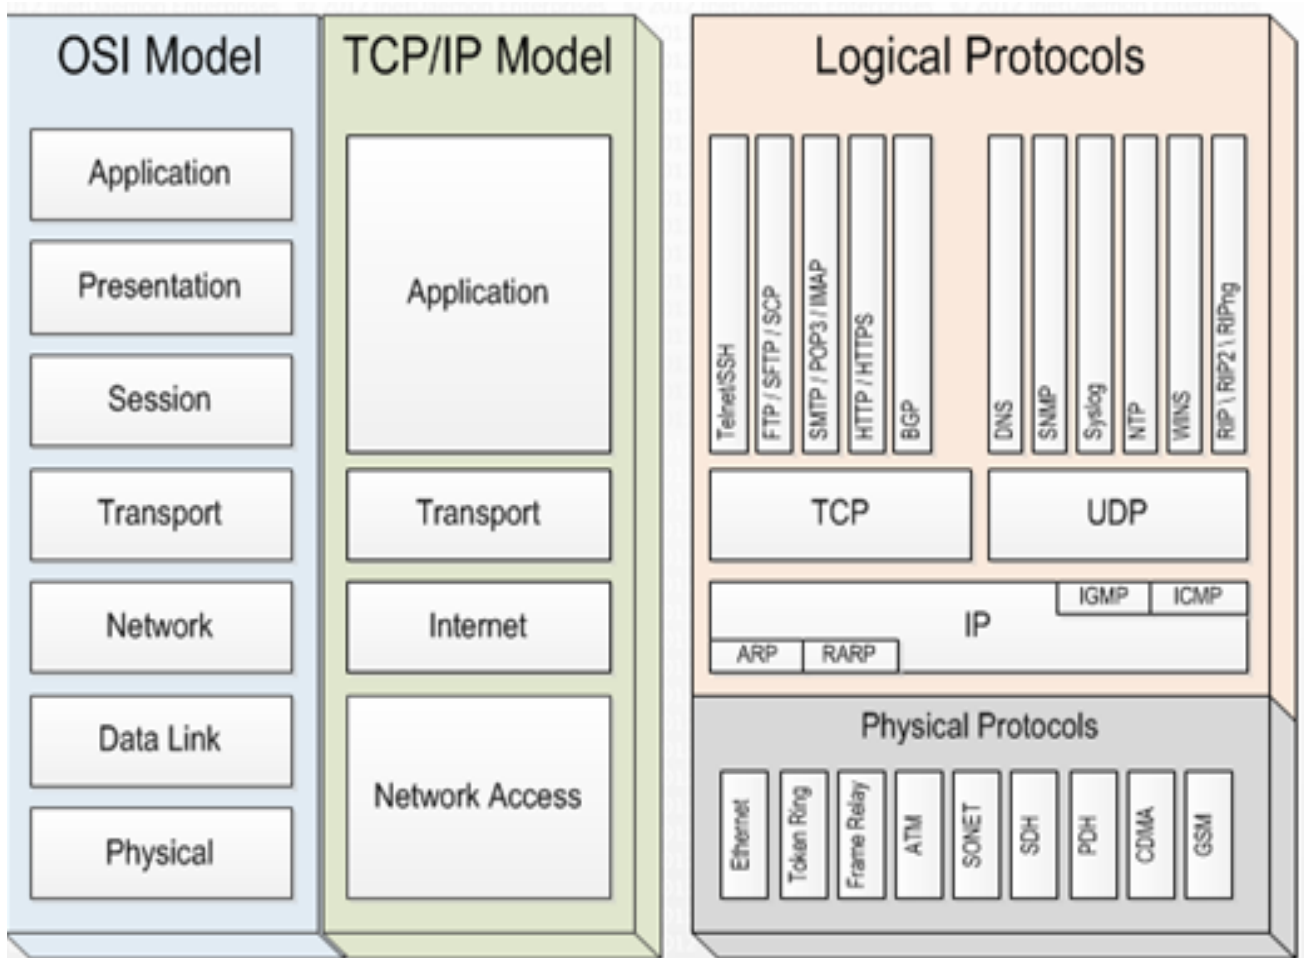 OSI Model
Application
Presentation
Session
Transport
Network
Data Link
Physical
TCP/IP Model
Application
Transport
Internet
Network Access
Logical Protocols
Telnet/SSH
FTP / SFTP / SCP
SMTP / POP3 / IMAP
HTTP / HTTPS
BGP
DNS
SNMP
Syslog
NTP
WINS
RIP \ RIP2 \ RIPng
TCP
UDP
IGMP
ICMP
IP
ARP
RARP
Physical Protocols
Ethernet
Token Ring
Frame Relay
ATM
SONET
SDH
PDH
CDMA
GSM